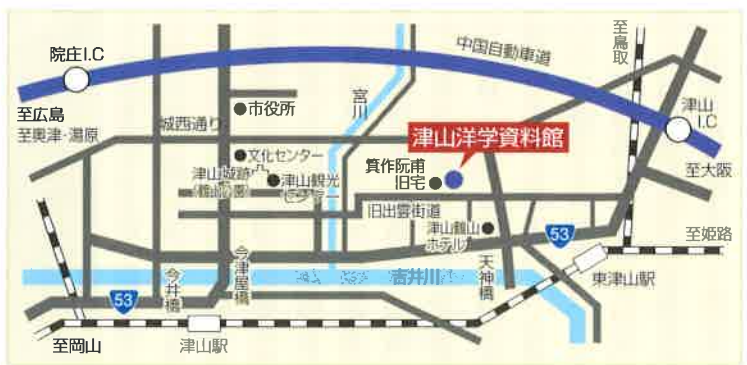 院庄I.C
中国自動車道
至鳥取
至広島
至奥津・湯原
市役所
宮川
津山
I.C
城西通り
津山洋学資料館
文化センター
箕作阮甫
旧宅
至大阪
津山城跡
(鶴山公園)
津山観光
センター
旧出雲街道
津山鶴山
ホテル
53
至姫路
今津屋橋
今井橋
吉井川
天神橋
東津山駅
53
至岡山
津山駅